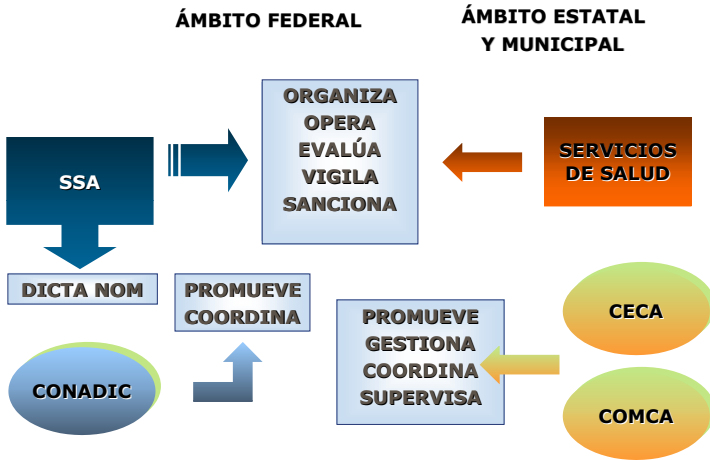 ÁMBITO FEDERAL
ÁMBITO ESTATAL
Y MUNICIPAL
ORGANIZA
OPERA
EVALÚA
VIGILA
SANCIONA
SSA
SERVICIOS
DE SALUD
DICTA NOM
PROMUEVE
COORDINA
PROMUEVE
GESTIONA
COORDINA
SUPERVISA
CECA
CONADIC
COMCA